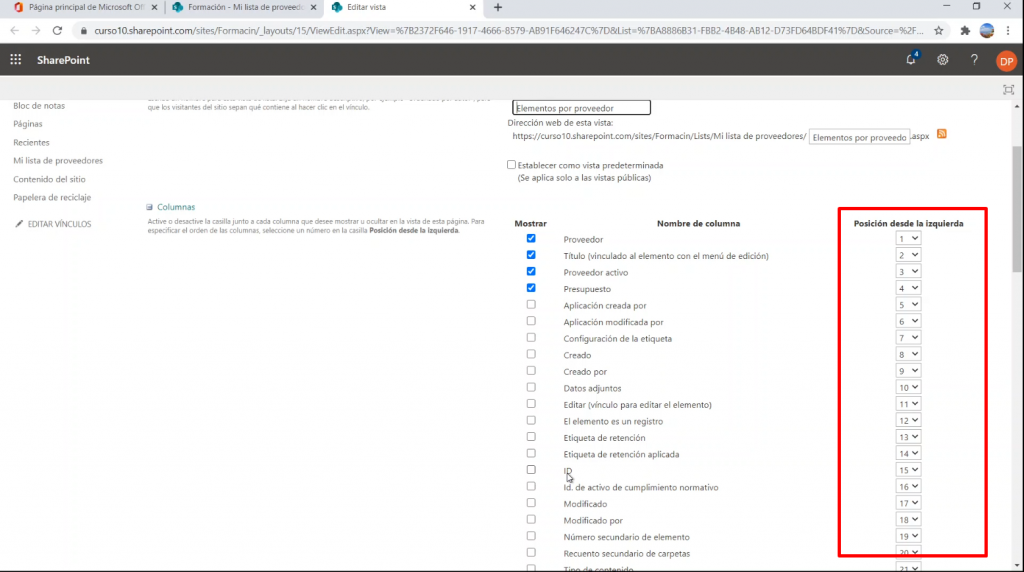 Página principal de Microsoft Of
Formación - Mi lista de proveedo
Editar vista
curso10.sharepoint.com/sites/Formacin/_layouts/15/ViewEdit.aspx?View=%7B2372F646-1917-4666-8579-AB91F646247C%7D&List=%7BA8886B31-FBB2-4B48-AB12-D73FD64BDF41%7D&Source=%2F...
SharePoint
4
?
DP
Bloc de notas
Páginas
Recientes
Mi lista de proveedores
Contenido del sitio
Papelera de reciclaje
EDITAR VÍNCULOS
que los visitantes del sitio sepan qué contiene al hacer clic en el vínculo.
Elementos por proveedor
Dirección web de esta vista:
https://curso10.sharepoint.com/sites/Formacin/Lists/Mi lista de proveedores/ Elementos por proveedo .aspx
Establecer como vista predeterminada
(Se aplica solo a las vistas públicas)
Columnas
Active o desactive la casilla junto a cada columna que desee mostrar u ocultar en la vista de esta página. Para
especificar el orden de las columnas, seleccione un número en la casilla Posición desde la izquierda.
Mostrar Nombre de columna Posición desde la izquierda
Proveedor 1
Título (vinculado al elemento con el menú de edición) 2
Proveedor activo 3
Presupuesto 4
Aplicación creada por 5
Aplicación modificada por 6
Configuración de la etiqueta 7
Creado 8
Creado por 9
Datos adjuntos 10
Editar (vínculo para editar el elemento) 11
El elemento es un registro 12
Etiqueta de retención 13
Etiqueta de retención aplicada 14
ID 15
Id. de activo de cumplimiento normativo 16
Modificado 17
Modificado por 18
Número secundario de elemento 19
Recuento secundario de carpetas 20
Tipo de contenido 21